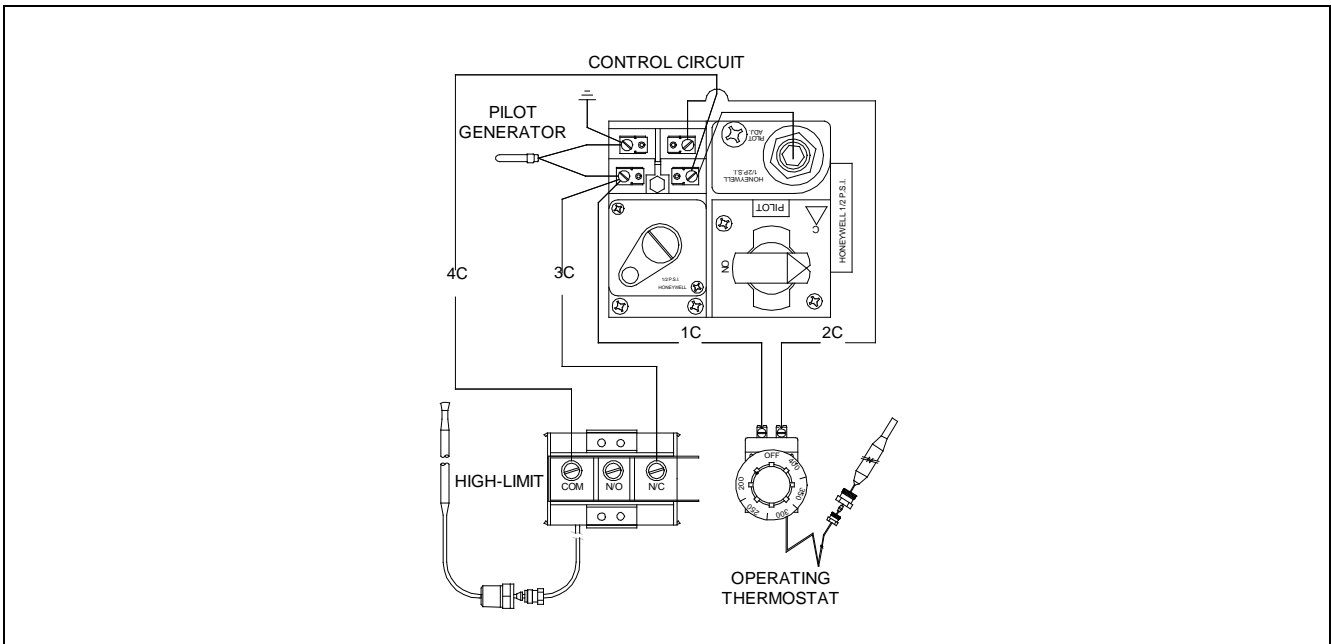 CONTROL CIRCUIT
PILOT
GENERATOR
PILOT
ADJ.
HONEYWELL
1/2 P.S.I.
PILOT
HONEYWELL 1/2 P.S.I.
ON
1/2 P.S.I.
HONEYWELL
4C
3C
1C
2C
HIGH-LIMIT
COM
N/O
N/C
OFF
400
350
300
250
200
OPERATING
THERMOSTAT